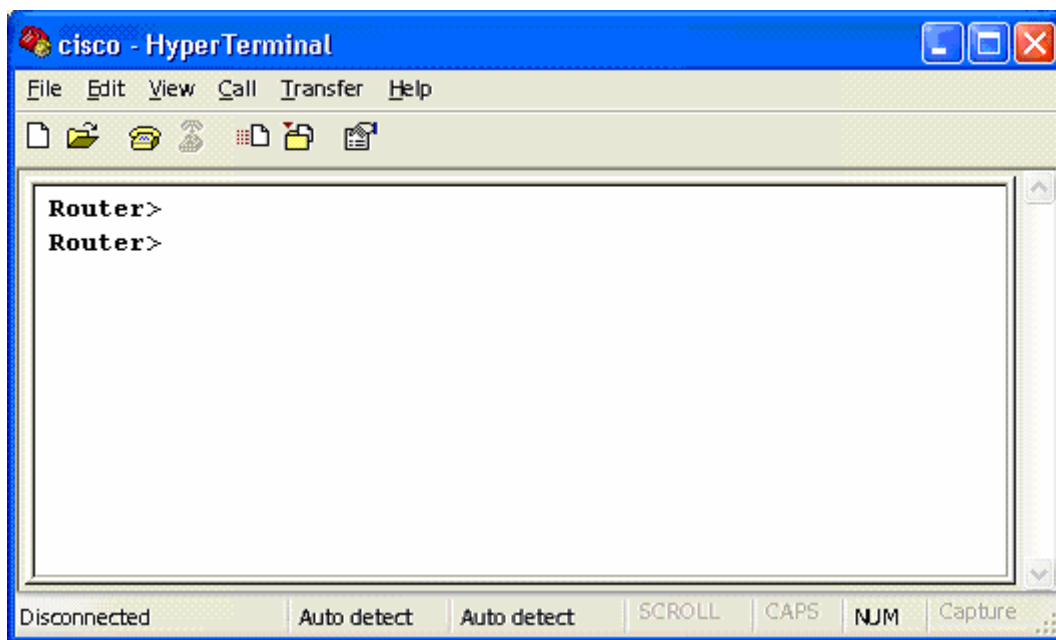 cisco - HyperTerminal
File Edit View Call Transfer Help
Router>
Router>
Disconnected Auto detect Auto detect SCROLL CAPS NUM Capture